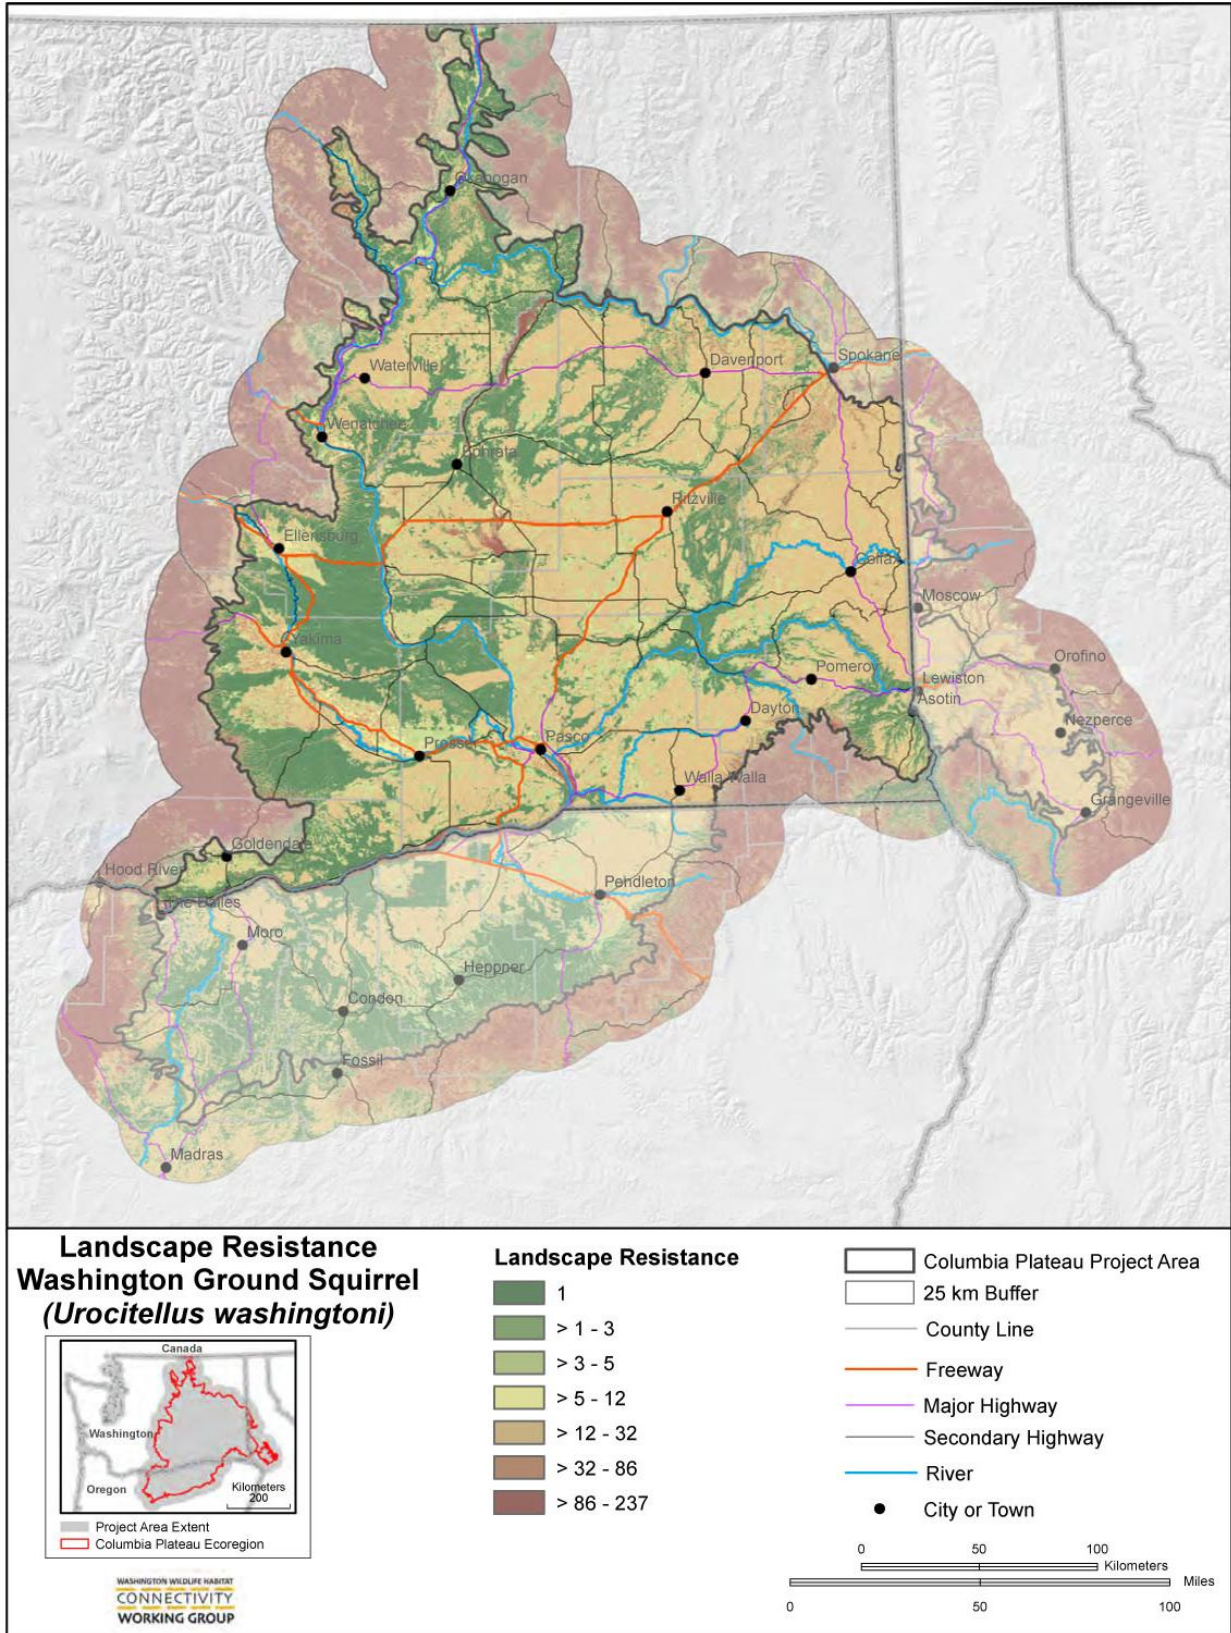 Okanogan
Waterville
Davenport
Spokane
Wenatchee
Ephrata
Ritzville
Ellensburg
Colfax
Moscow
Yakima
Orofino
Pomeroy
Lewiston
Asotin
Dayton
Nezperce
Prosser
Pasco
Walla Walla
Grangeville
Goldendale
Hood River
Pendleton
The Dalles
Moro
Heppner
Condon
Fossil
Madras
Landscape Resistance
Washington Ground Squirrel
(Urocitellus washingtoni)
Canada
Washington
Oregon
Kilometers
200
Project Area Extent
Columbia Plateau Ecoregion
WASHINGTON WILDLIFE HABITAT
CONNECTIVITY
WORKING GROUP
Landscape Resistance
1
> 1 - 3
> 3 - 5
> 5 - 12
> 12 - 32
> 32 - 86
> 86 - 237
Columbia Plateau Project Area
25 km Buffer
County Line
Freeway
Major Highway
Secondary Highway
River
City or Town
0 50 100
Kilometers
Miles
0 50 100